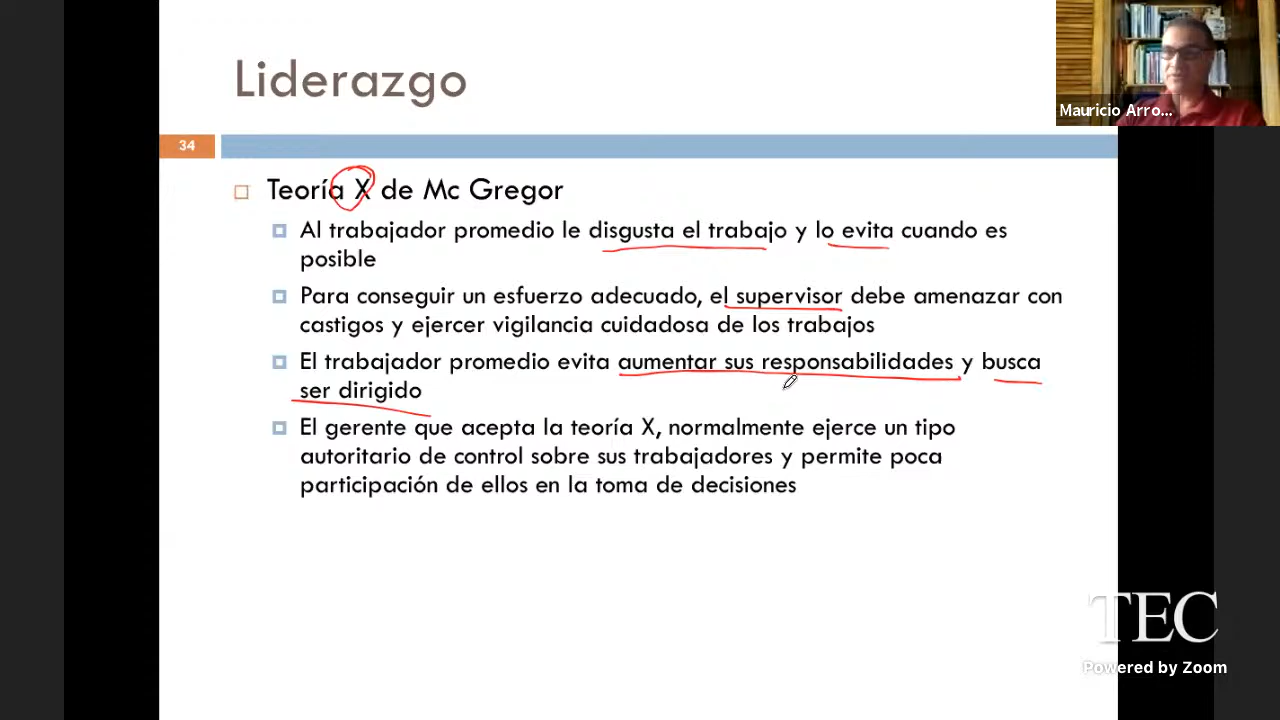 Liderazgo
Mauricio Arro...
34
Teoría X de Mc Gregor
Al trabajador promedio le disgusta el trabajo y lo evita cuando es
posible
Para conseguir un esfuerzo adecuado, el supervisor debe amenazar con
castigos y ejercer vigilancia cuidadosa de los trabajos
El trabajador promedio evita aumentar sus responsabilidades y busca
ser dirigido
El gerente que acepta la teoría X, normalmente ejerce un tipo
autoritario de control sobre sus trabajadores y permite poca
participación de ellos en la toma de decisiones
TEC
Powered by Zoom